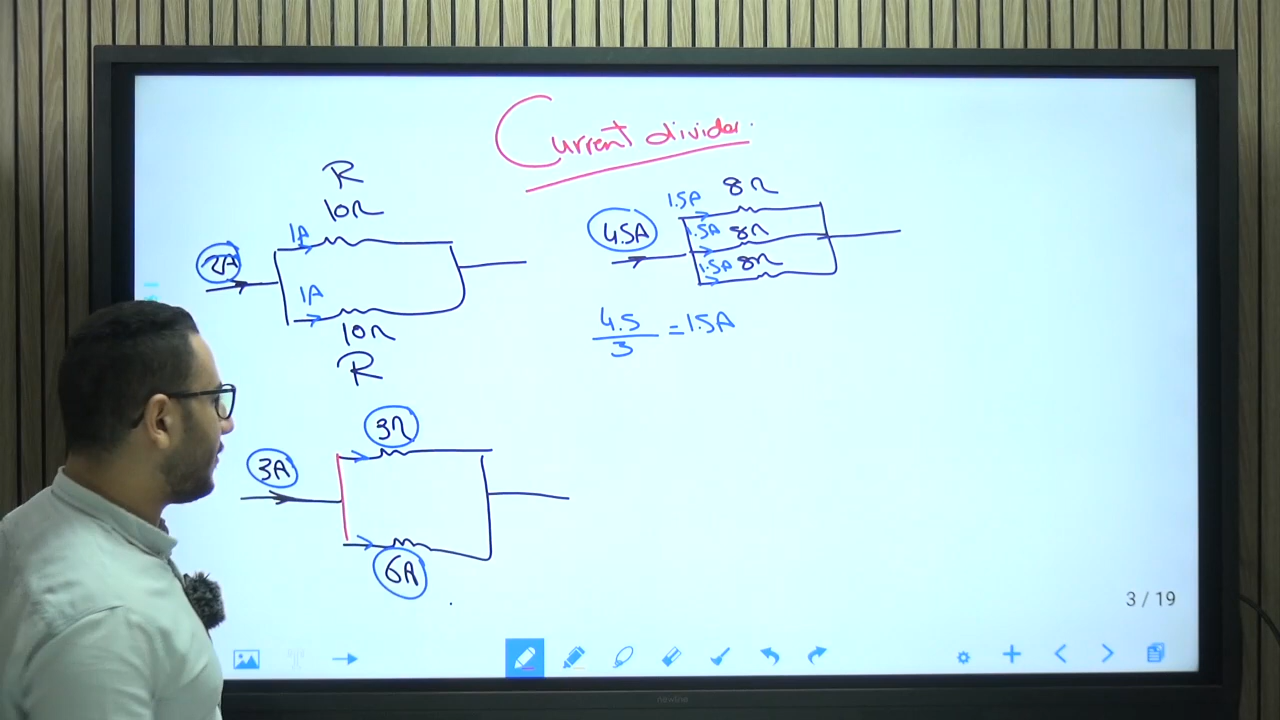 Current divider.
R
10Ω
1A
2A
1A
10Ω
R
8Ω
1.5A
4.5A
1.5A
8Ω
1.5A
8Ω
4.5
3
=1.5A
3Ω
3A
6A
3 / 19
newline